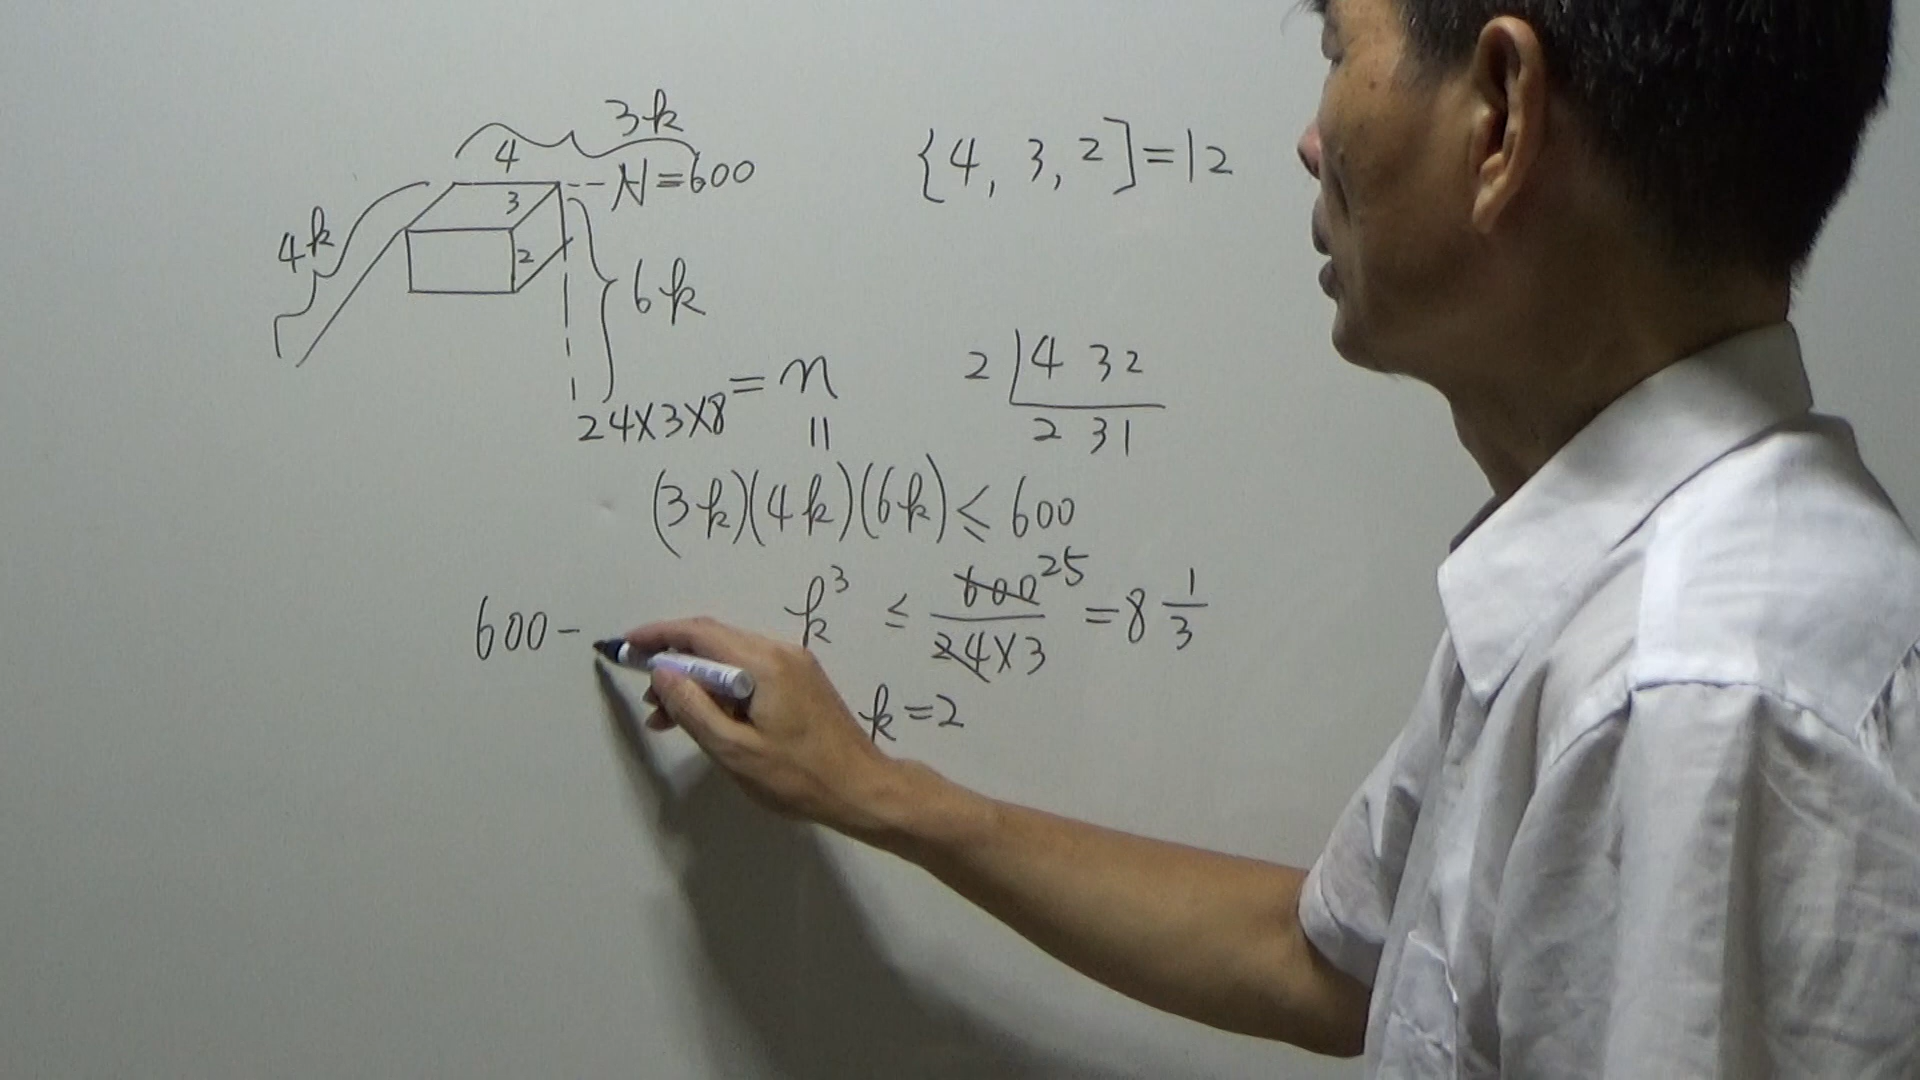 3k
4
N=600
3
4k
2
6k
{4, 3, 2]=12
2 4 3 2
2 3 1
24×3×8=n
=
(3k)(4k)(6k)≤600
k³ ≤ 600 25 / 24×3 = 8 1/3
k=2
600-